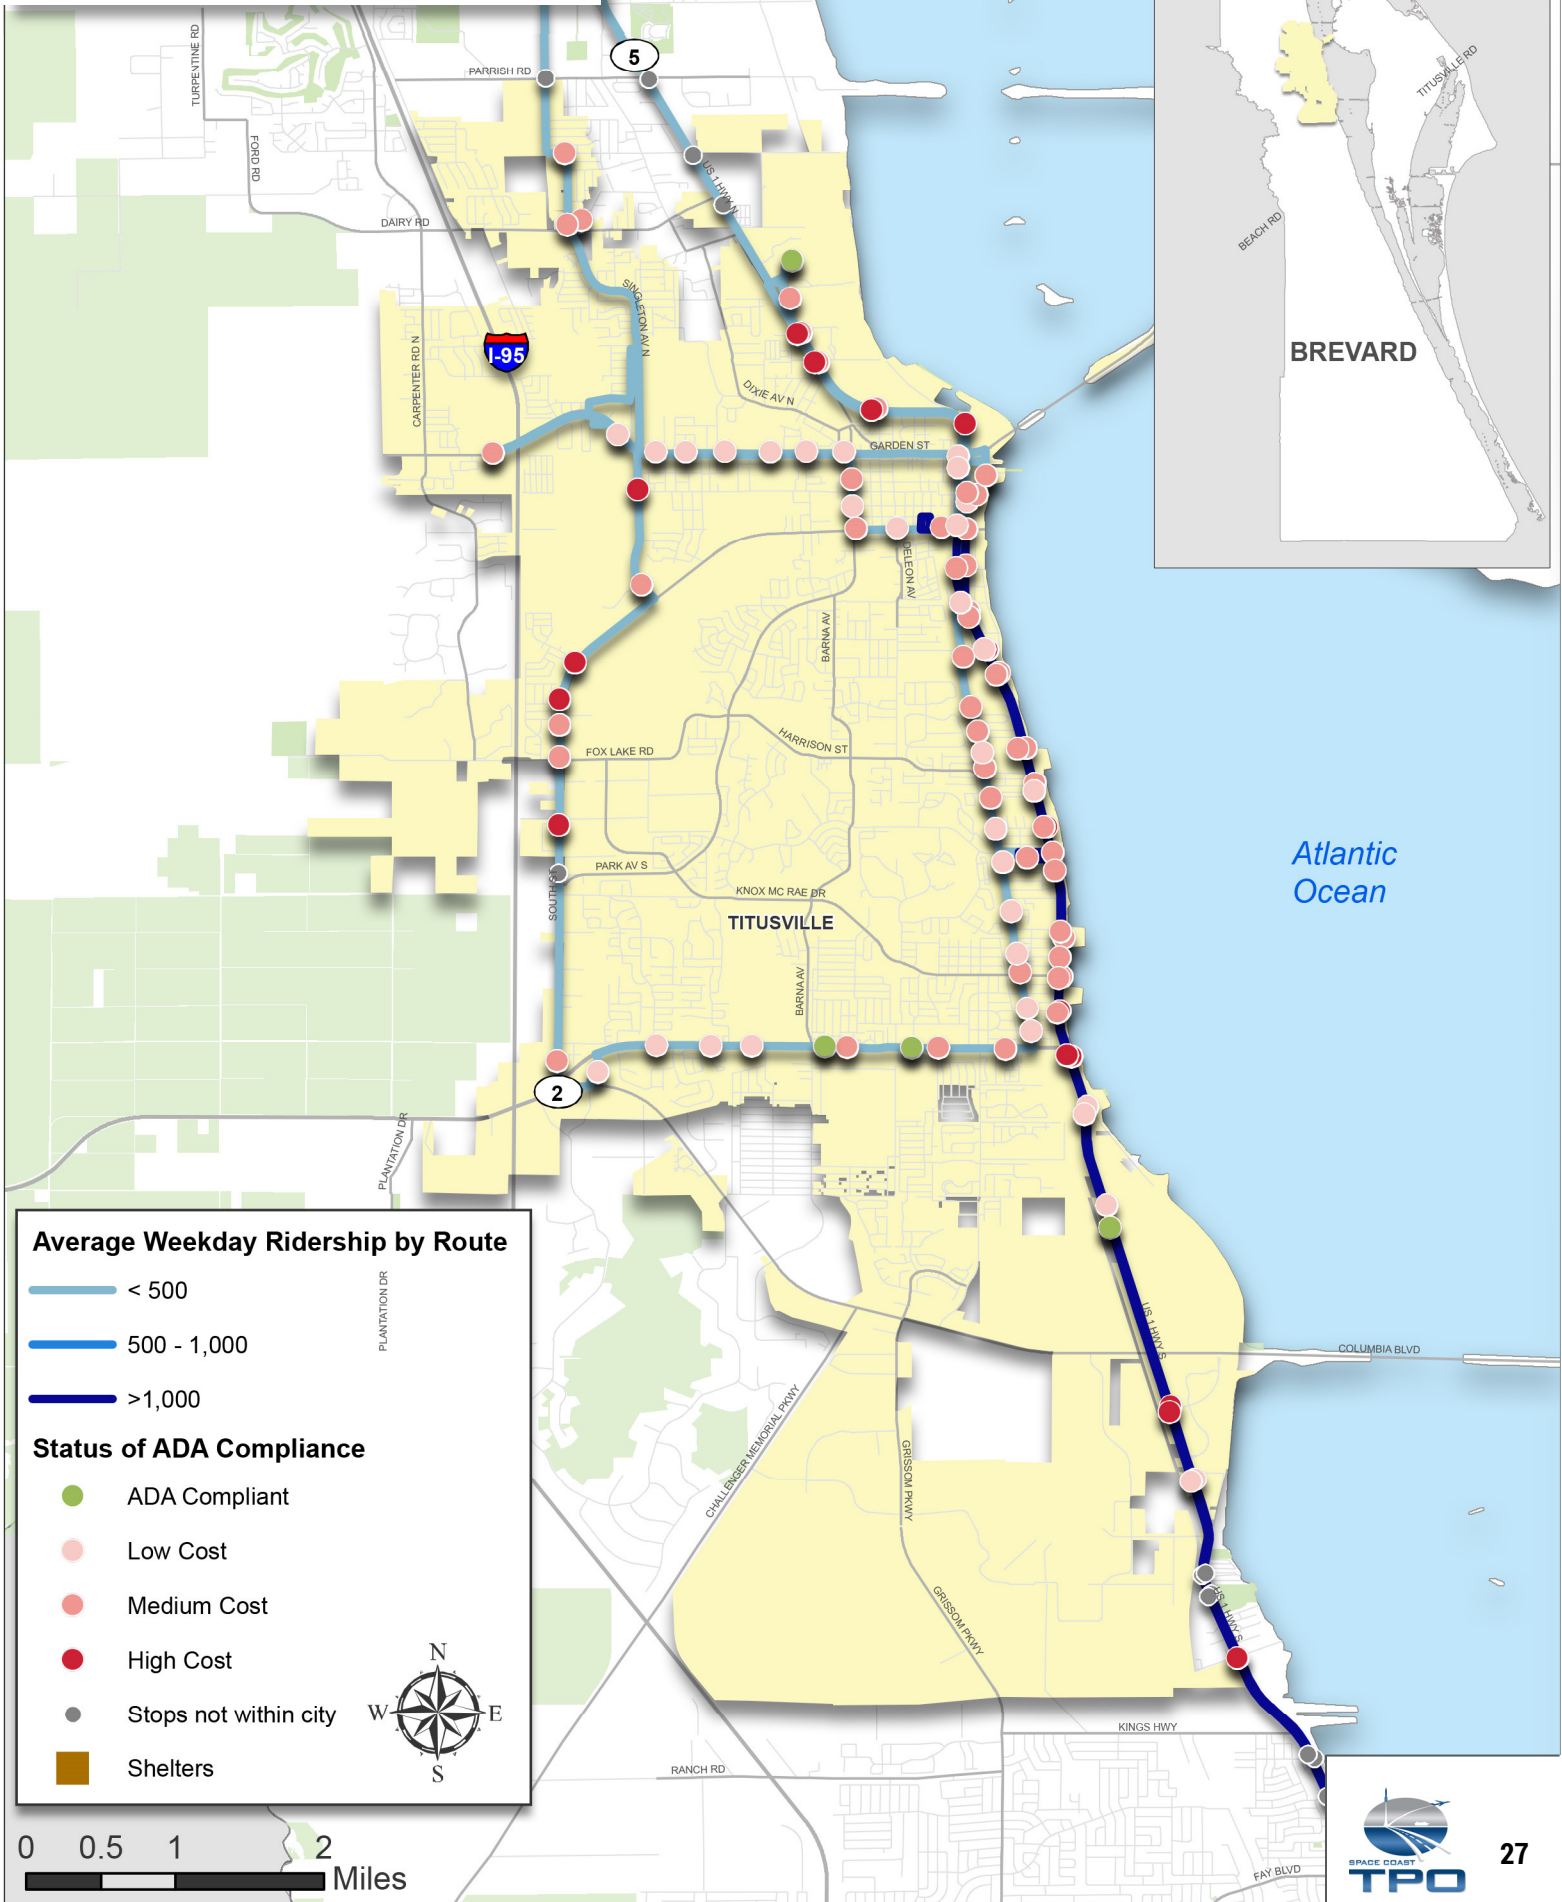 5
PARRISH RD
TURPENTINE RD
FORD RD
TITUSVILLE RD
US 1 HWY N
DAIRY RD
BEACH RD
SINGLETON AV N
I-95
CARPENTER RD N
BREVARD
DIXIE AV N
GARDEN ST
DELEON AV
BARNA AV
HARRISON ST
FOX LAKE RD
Atlantic
Ocean
PARK AV S
SOUTH ST
KNOX MC RAE DR
TITUSVILLE
BARNA AV
2
PLANTATION DR
Average Weekday Ridership by Route
< 500
500 - 1,000
>1,000
PLANTATION DR
Status of ADA Compliance
ADA Compliant
Low Cost
Medium Cost
High Cost
Stops not within city
Shelters
N
W
E
S
US 1 HWY S
COLUMBIA BLVD
CHALLENGER MEMORIAL PKWY
GRISSOM PKWY
GRISSOM PKWY
US 1 HWY S
KINGS HWY
RANCH RD
FAY BLVD
0 0.5 1 2
Miles
SPACE COAST
TPO
27